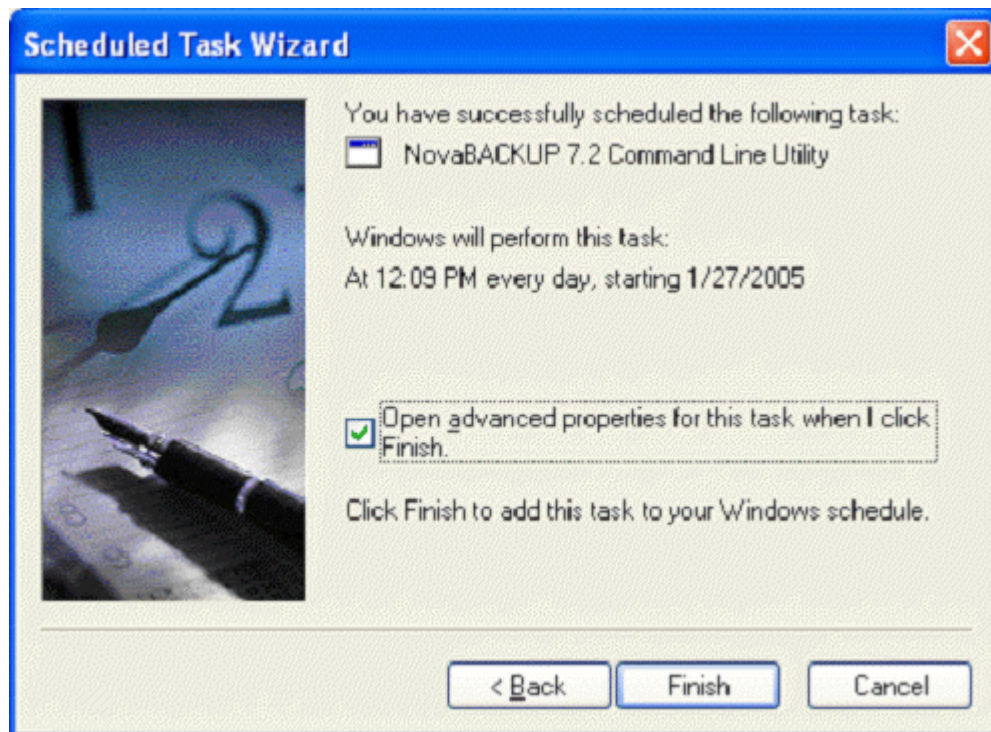 Scheduled Task Wizard
You have successfully scheduled the following task:
NovaBACKUP 7.2 Command Line Utility
Windows will perform this task:
At 12:09 PM every day, starting 1/27/2005
Open advanced properties for this task when I click
Finish.
Click Finish to add this task to your Windows schedule.
< Back
Finish
Cancel